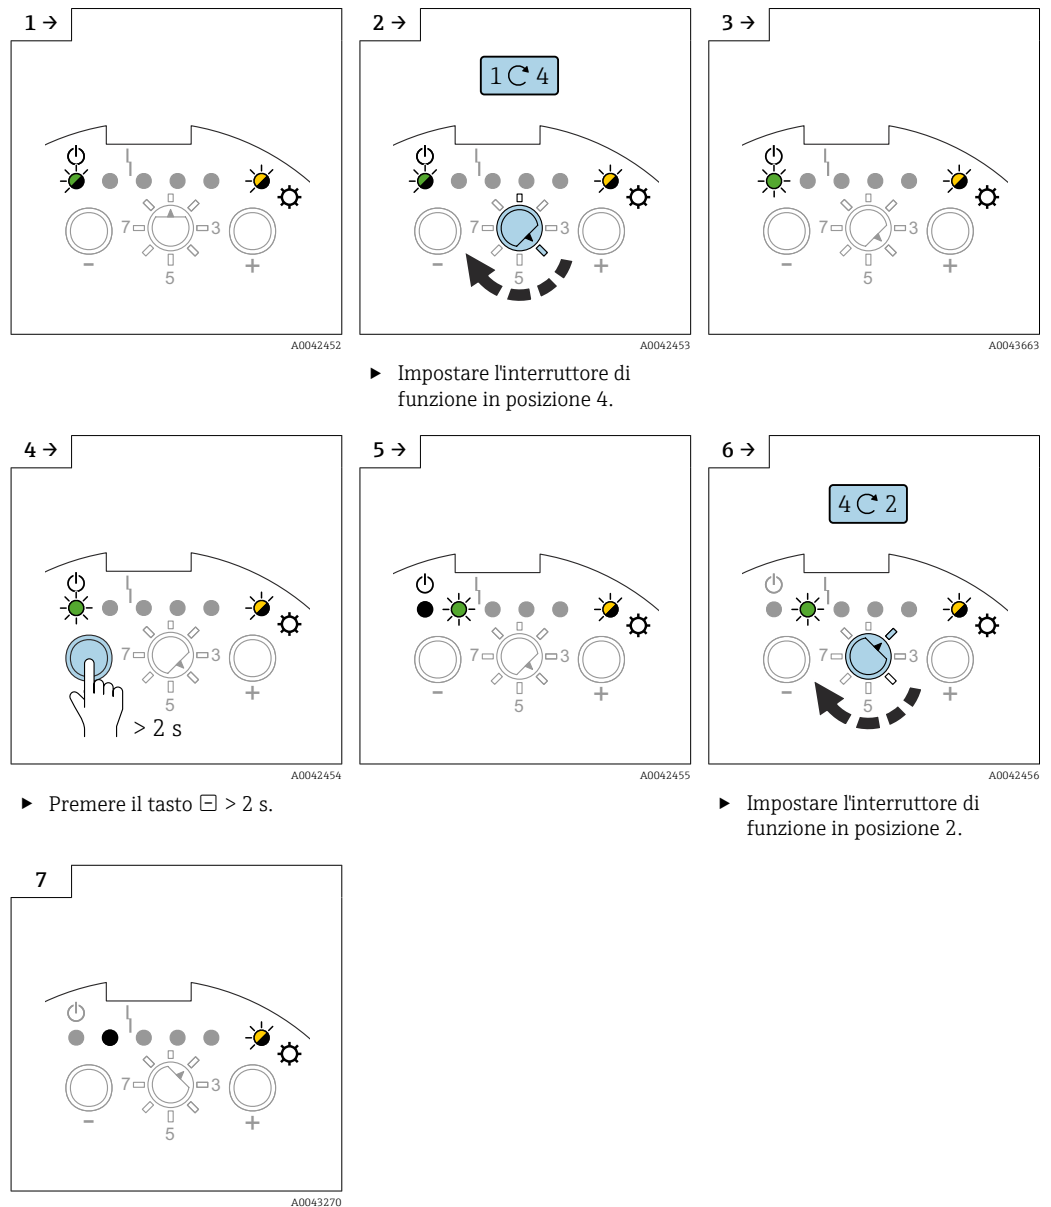 1 → 2 → 3 →
1 4
7 3
- 5 +
7 3
- 5 +
7 3
- 5 +
A0042452 A0042453 A0043663
▶ Impostare l'interruttore di
funzione in posizione 4.
4 → 5 → 6 →
4 2
7 3
5 +
> 2 s
7 3
- 5 +
7 3
- 5 +
A0042454 A0042455 A0042456
▶ Premere il tasto ⊟ > 2 s.
▶ Impostare l'interruttore di
funzione in posizione 2.
7
7 3
- 5 +
A0043270